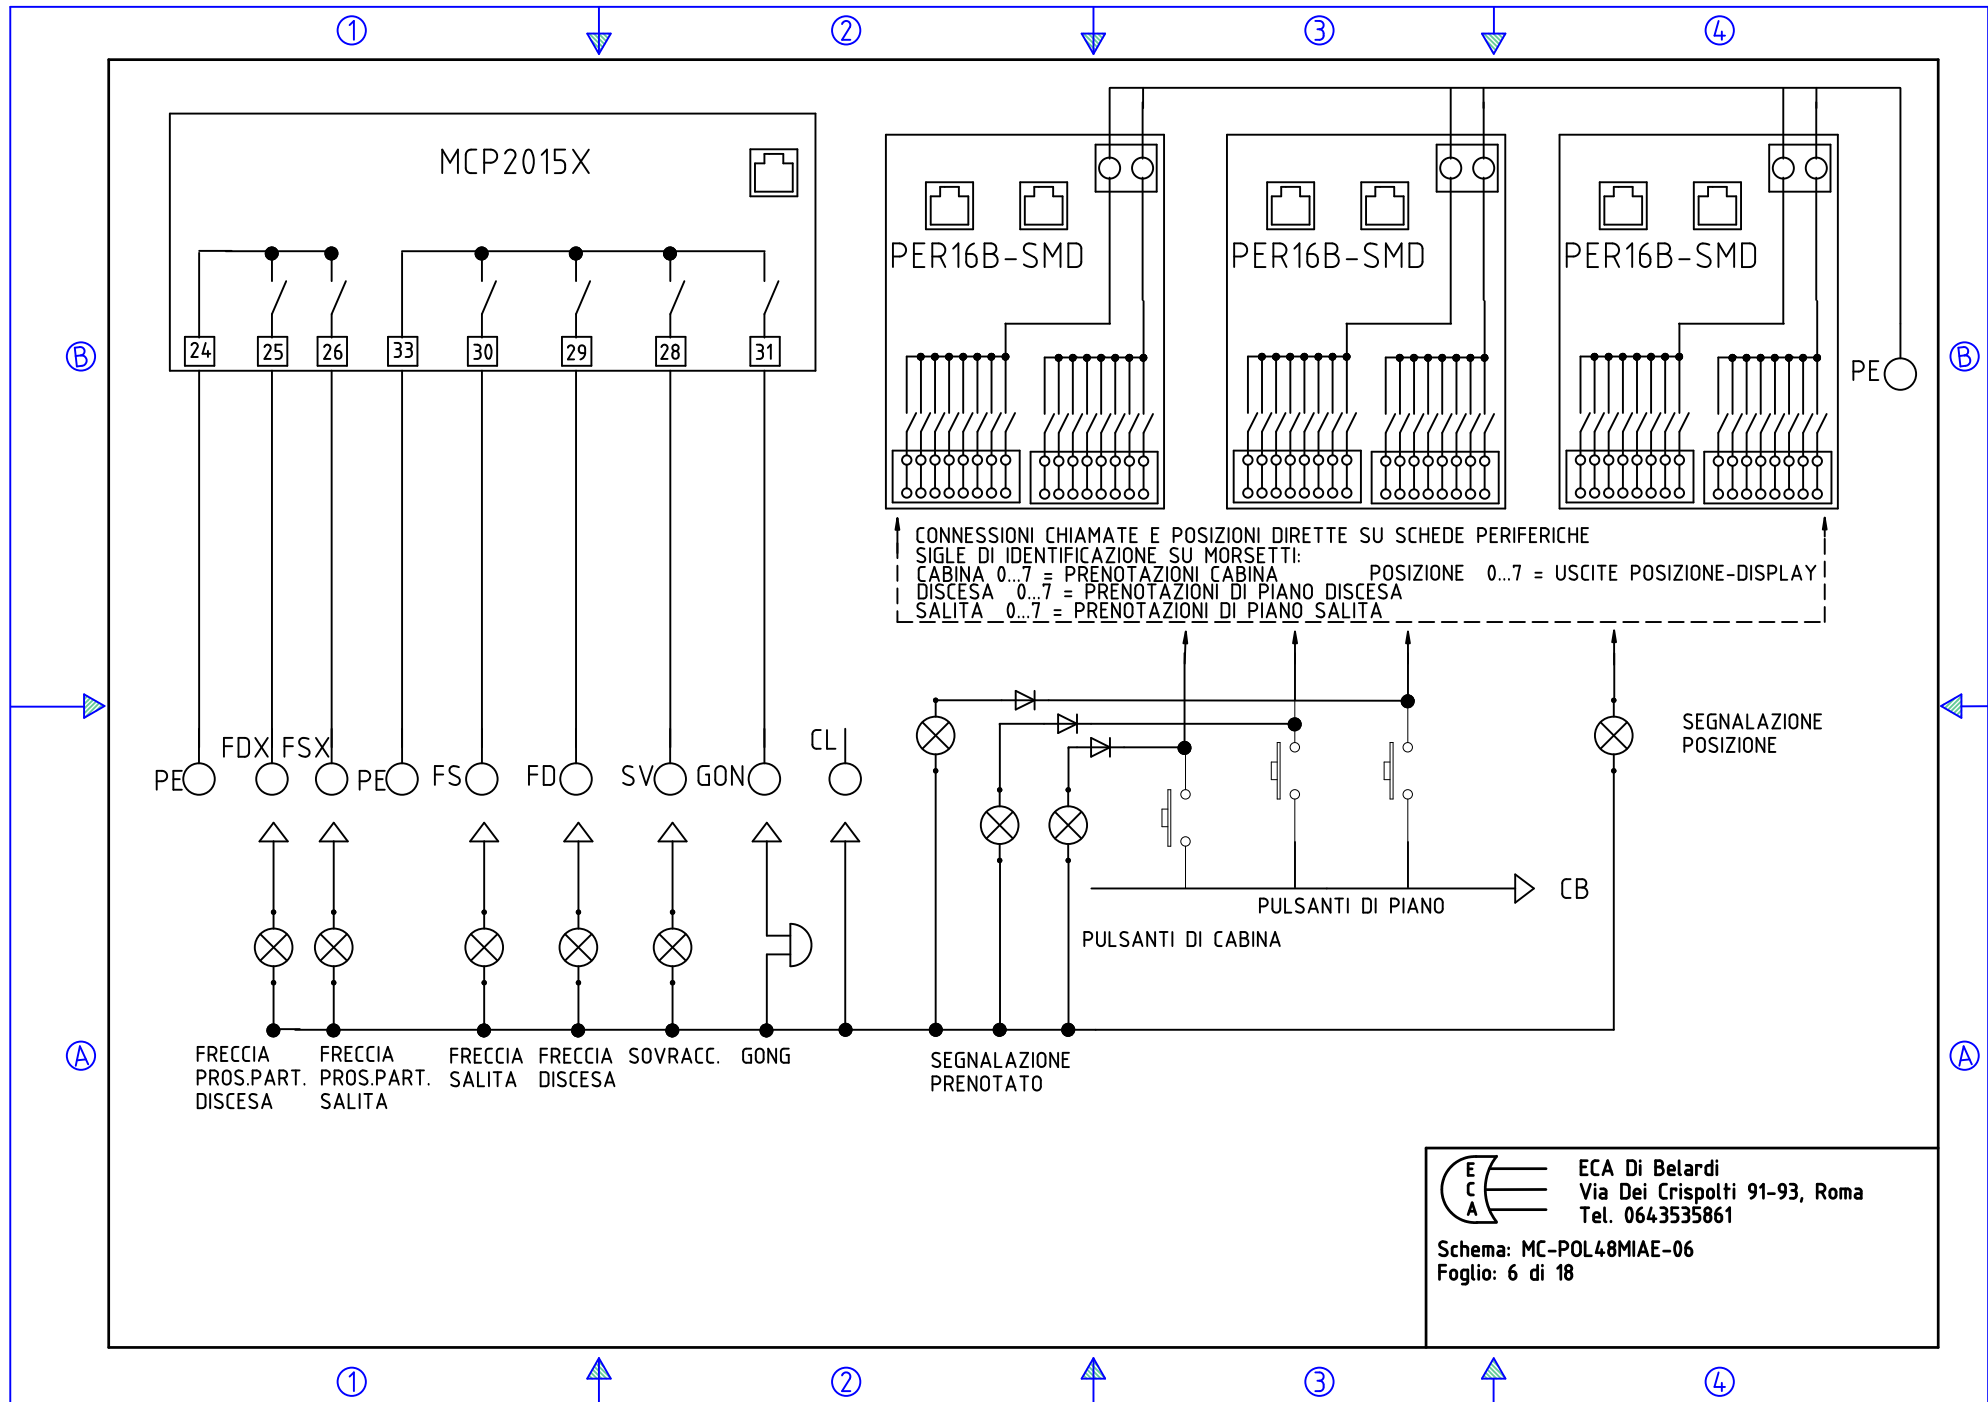 1 2 3 4
MCP2015X
PER16B-SMD PER16B-SMD PER16B-SMD
24 25 26 33 30 29 28 31
B B
PE
CONNESSIONI CHIAMATE E POSIZIONI DIRETTE SU SCHEDE PERIFERICHE
SIGLE DI IDENTIFICAZIONE SU MORSETTI:
CABINA 0...7 = PRENOTAZIONI CABINA POSIZIONE 0...7 = USCITE POSIZIONE-DISPLAY
DISCESA 0...7 = PRENOTAZIONI DI PIANO DISCESA
SALITA 0...7 = PRENOTAZIONI DI PIANO SALITA
SEGNALAZIONE
POSIZIONE
PE FDX FSX PE FS FD SV GON CL
CB
PULSANTI DI PIANO
PULSANTI DI CABINA
FRECCIA
PROS.PART.
DISCESA
FRECCIA
PROS.PART.
SALITA
FRECCIA
SALITA
FRECCIA
DISCESA
SOVRACC.
GONG
SEGNALAZIONE
PRENOTATO
A A
E
C
A
ECA Di Belardi
Via Dei Crispolti 91-93, Roma
Tel. 0643535861
Schema: MC-POL48MIAE-06
Foglio: 6 di 18
1 2 3 4